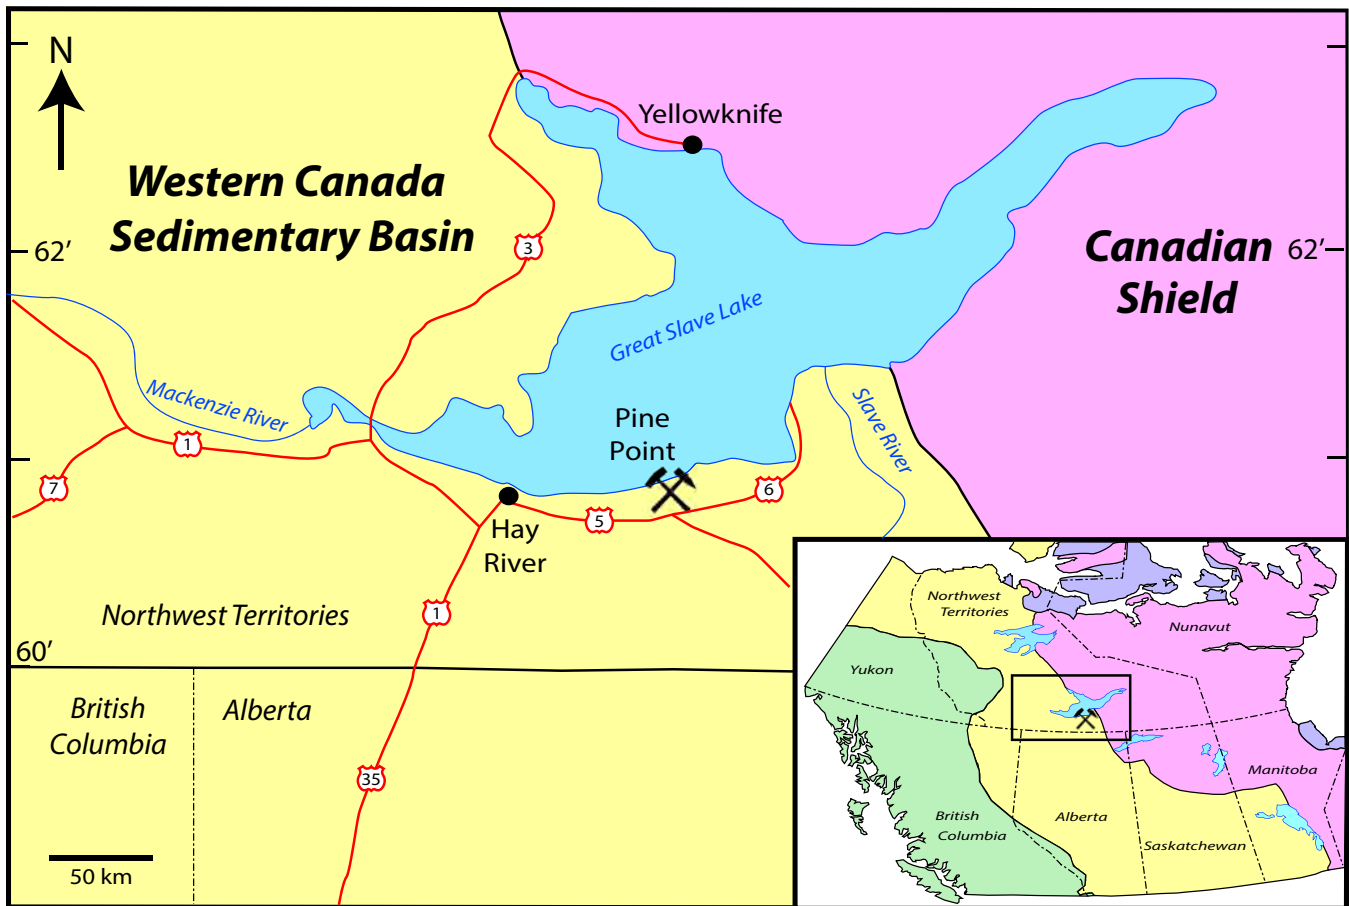 N
Yellowknife
Western Canada
Sedimentary Basin
62’
3
Canadian
Shield
62’
Great Slave Lake
Mackenzie River
Slave River
Pine
Point
1
7
6
5
Hay
River
1
Northwest Territories
60’
British
Columbia
Alberta
35
50 km
Northwest
Territories
Nunavut
Yukon
Manitoba
British
Columbia
Alberta
Saskatchewan